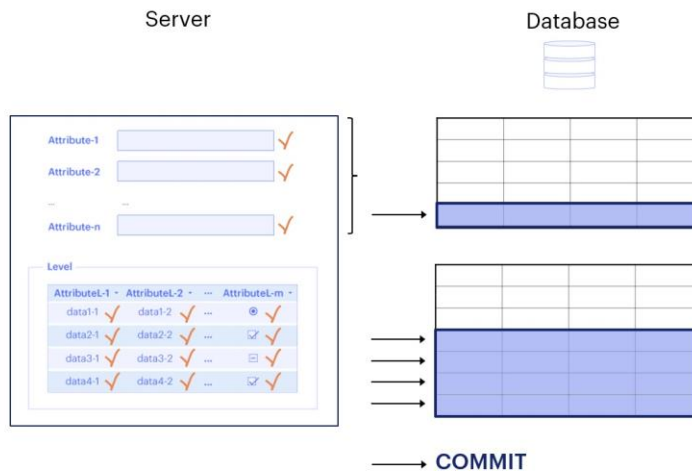 Server
Database
Attribute-1
Attribute-2
... ...
Attribute-n
Level
AttributeL-1 AttributeL-2 ... AttributeL-m
data1-1 data1-2 ...
data2-1 data2-2 ...
data3-1 data3-2 ...
data4-1 data4-2 ...
COMMIT